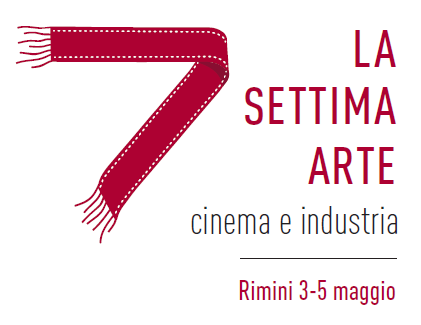 LA
SETTIMA
ARTE
cinema e industria
Rimini 3-5 maggio